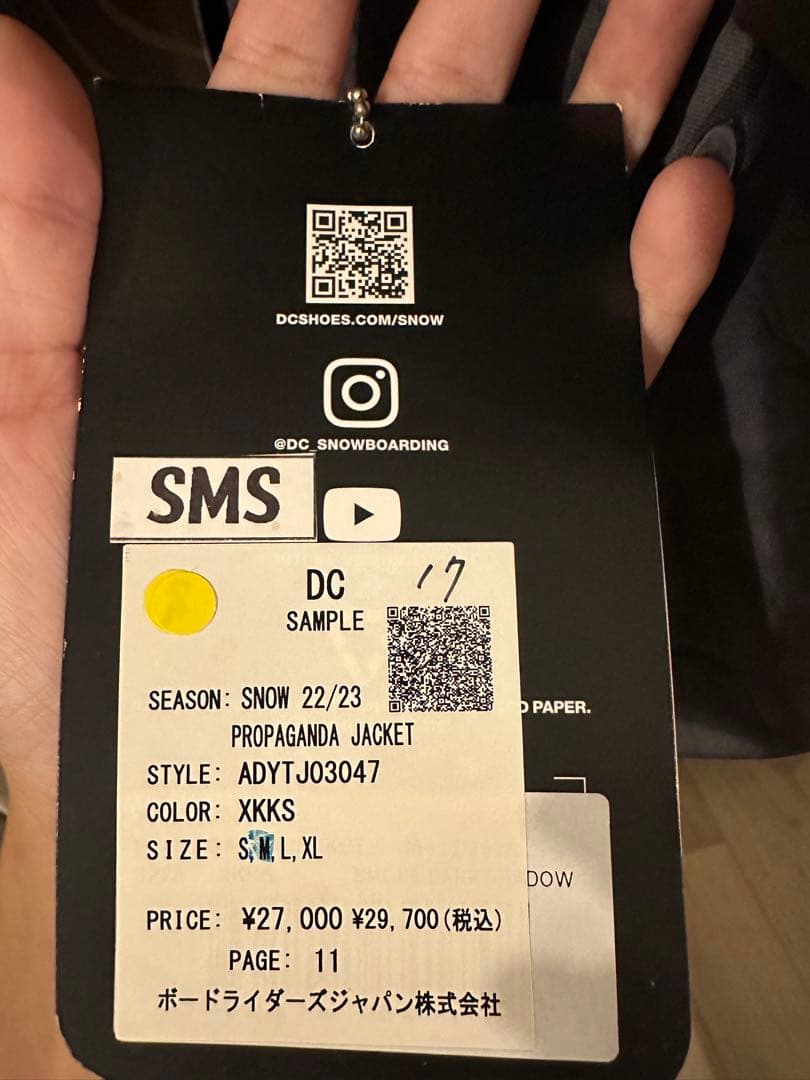 DCSHOES.COM/SNOW
@DC_SNOWBOARDING
SMS
DC
17
SAMPLE
SEASON: SNOW 22/23
PAPER.
PROPAGANDA JACKET
STYLE: ADYTJ03047
COLOR: XKKS
SIZE: S,M,L,XL
DOW
PRICE: ¥27,000 ¥29,700(税込)
PAGE: 11
ボードライダーズジャパン株式会社